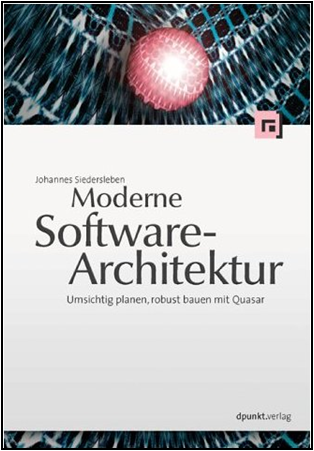 Johannes Siedersleben
Moderne
Software-
Architektur
Umsichtig planen, robust bauen mit Quasar
dpunkt.verlag